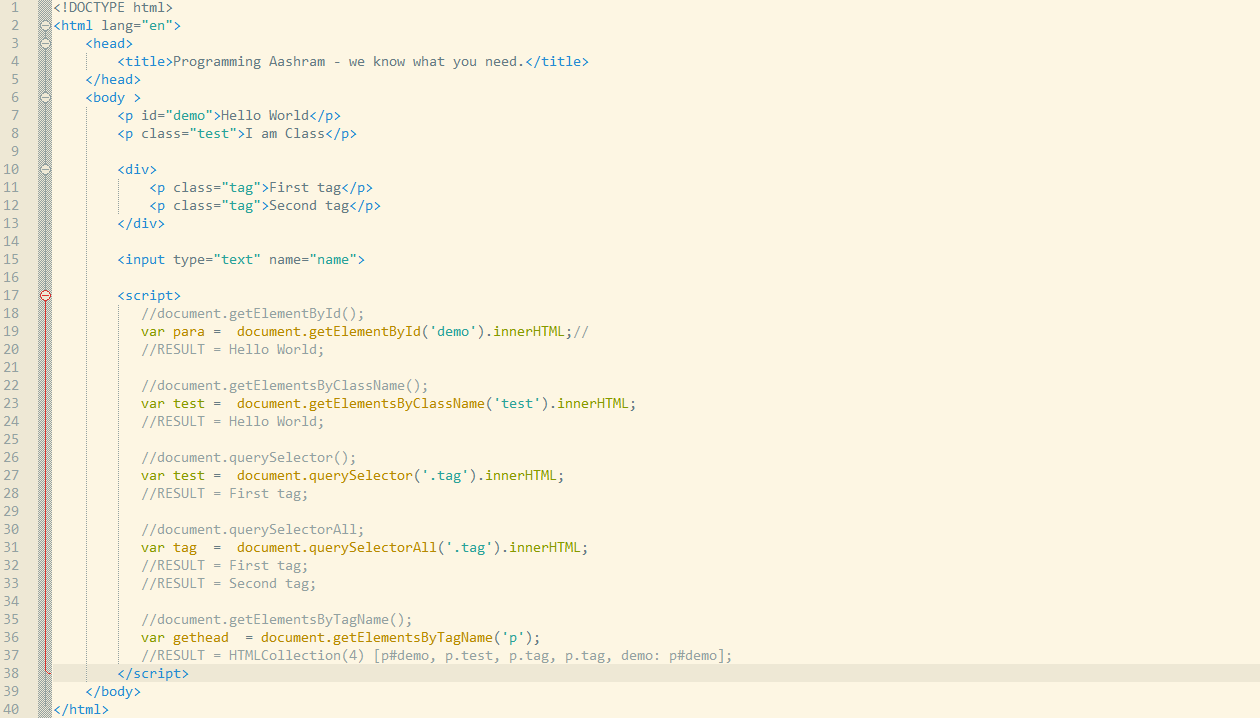 1 <!DOCTYPE html>
2 <html lang="en">
3 <head>
4 <title>Programming Aashram - we know what you need.</title>
5 </head>
6 <body >
7 <p id="demo">Hello World</p>
8 <p class="test">I am Class</p>
9
10 <div>
11 <p class="tag">First tag</p>
12 <p class="tag">Second tag</p>
13 </div>
14
15 <input type="text" name="name">
16
17 <script>
18 //document.getElementById();
19 var para =  document.getElementById('demo').innerHTML;//
20 //RESULT = Hello World;
21
22 //document.getElementsByClassName();
23 var test =  document.getElementsByClassName('test').innerHTML;
24 //RESULT = Hello World;
25
26 //document.querySelector();
27 var test =  document.querySelector('.tag').innerHTML;
28 //RESULT = First tag;
29
30 //document.querySelectorAll;
31 var tag  =  document.querySelectorAll('.tag').innerHTML;
32 //RESULT = First tag;
33 //RESULT = Second tag;
34
35 //document.getElementsByTagName();
36 var gethead  = document.getElementsByTagName('p');
37 //RESULT = HTMLCollection(4) [p#demo, p.test, p.tag, p.tag, demo: p#demo];
38 </script>
39 </body>
40 </html>